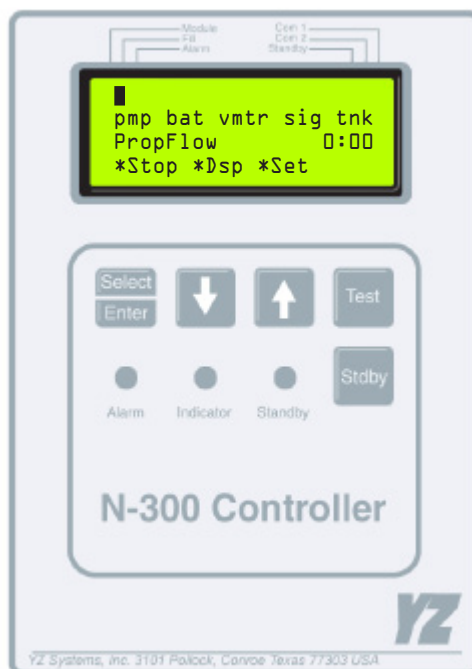 Module
Fill
Alarm
Com 1
Com 2
Standby
pmp bat vmtr sig tnk
PropFlow 0:00
*Stop *Dsp *Set
Select
Enter
Test
Stdby
Alarm
Indicator
Standby
N-300 Controller
YZ
YZ Systems, Inc. 3101 Pollock, Conroe Texas 77303 USA